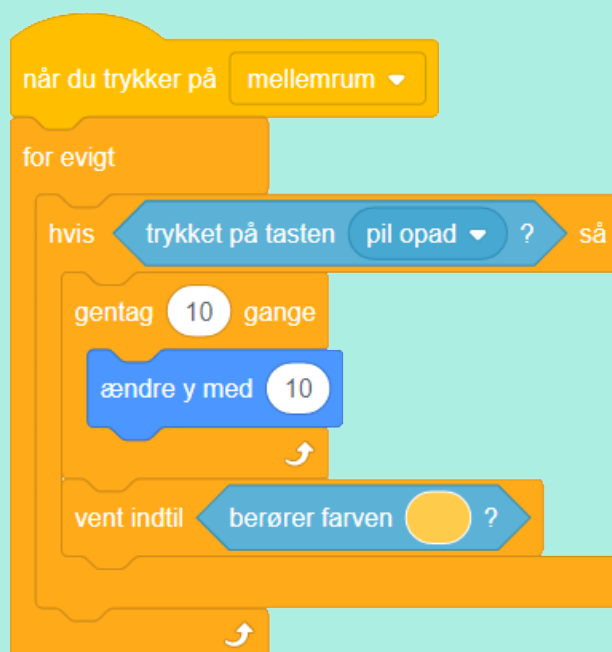 når du trykker på mellemrum
for evigt
hvis trykket på tasten pil opad ? så
gentag 10 gange
ændre y med 10
vent indtil berører farven ?